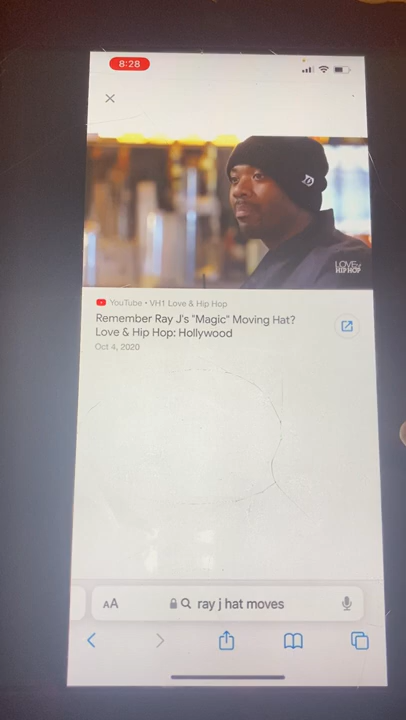 8:28
LOVE &
HIP HOP
YouTube • VH1 Love & Hip Hop
Remember Ray J's "Magic" Moving Hat?
Love & Hip Hop: Hollywood
Oct 4, 2020
AA
ray j hat moves